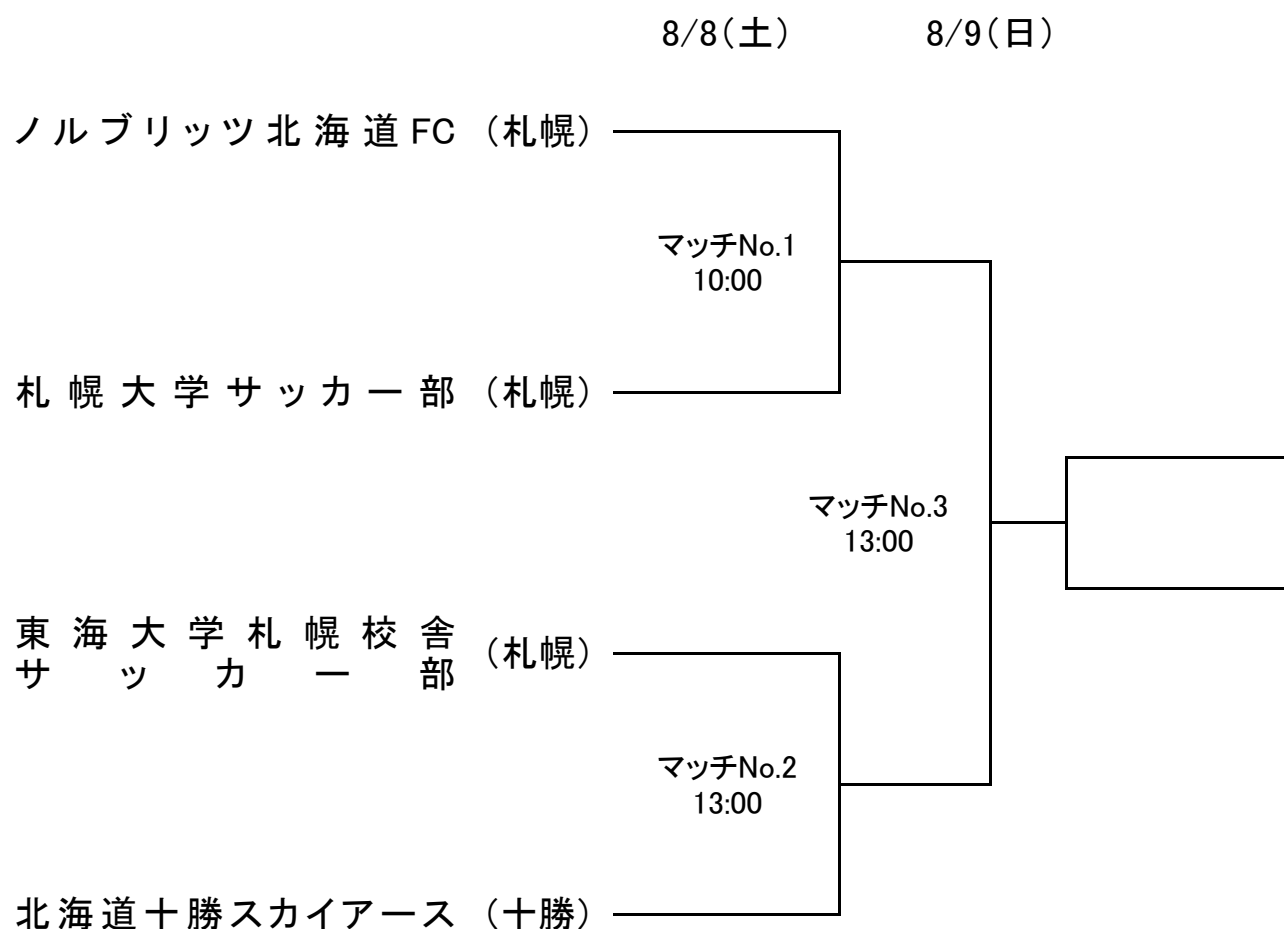 8/8(土) 8/9(日)
ノルブリッツ北海道FC (札幌)
マッチNo.1
10:00
札幌大学サッカー部 (札幌)
マッチNo.3
13:00
東海大学札幌校舎
サッカー部
(札幌)
マッチNo.2
13:00
北海道十勝スカイアース (十勝)